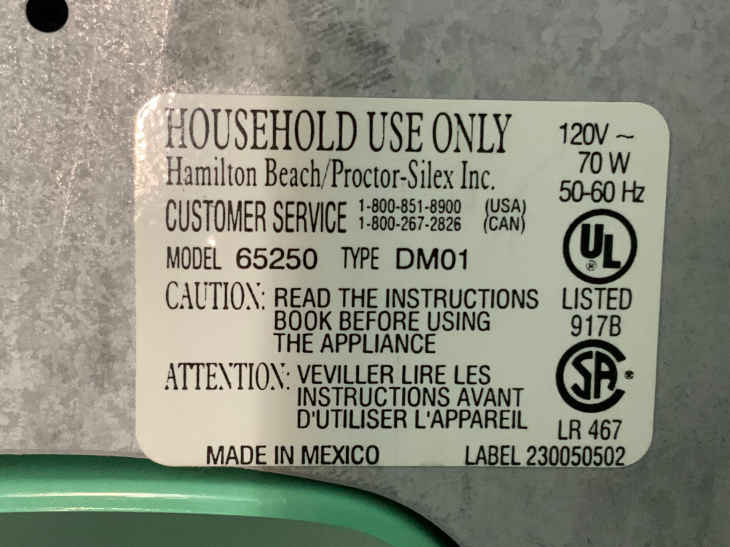 HOUSEHOLD USE ONLY
Hamilton Beach/Proctor-Silex Inc.
CUSTOMER SERVICE 1-800-851-8900 (USA)
1-800-267-2826 (CAN)
MODEL 65250 TYPE DM01
CAUTION: READ THE INSTRUCTIONS
BOOK BEFORE USING
THE APPLIANCE
ATTENTION: VEVILLER LIRE LES
INSTRUCTIONS AVANT
D'UTILISER L'APPAREIL
MADE IN MEXICO
120V ~
70 W
50-60 Hz
UL
®
LISTED
917B
SA
®
LR 467
LABEL 230050502